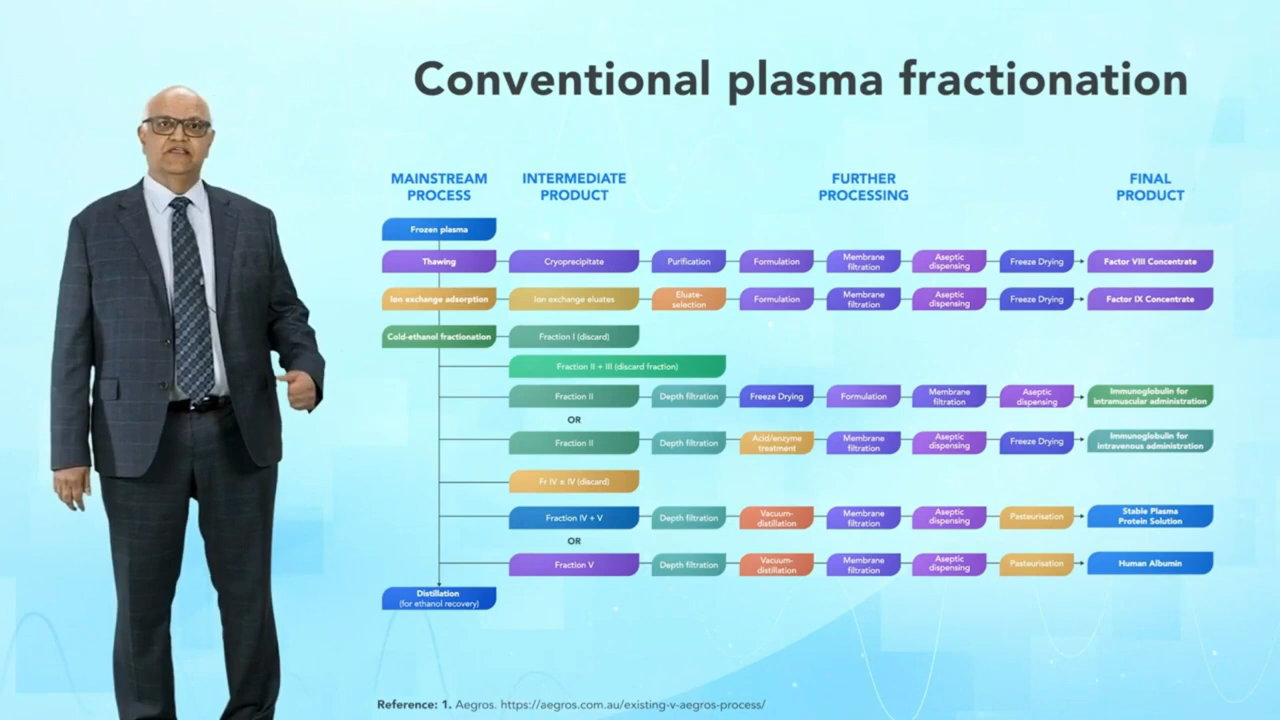 Conventional plasma fractionation
MAINSTREAM
PROCESS
INTERMEDIATE
PRODUCT
FURTHER
PROCESSING
FINAL
PRODUCT
Frozen plasma
Thawing
Cryoprecipitate
Purification
Formulation
Membrane
filtration
Aseptic
dispensing
Freeze Drying
Factor VIII Concentrate
Ion exchange adsorption
Ion exchange eluates
Eluate-
selection
Formulation
Membrane
filtration
Aseptic
dispensing
Freeze Drying
Factor IX Concentrate
Cold-ethanol fractionation
Fraction I (discard)
Fraction II + III (discard fraction)
Fraction II
Depth filtration
Freeze Drying
Formulation
Membrane
filtration
Aseptic
dispensing
Immunoglobulin for
intramuscular administration
OR
Fraction II
Depth filtration
Acid/enzyme
treatment
Membrane
filtration
Aseptic
dispensing
Freeze Drying
Immunoglobulin for
intravenous administration
Fr IV ± IV (discard)
Fraction IV + V
Depth filtration
Vacuum-
distillation
Membrane
filtration
Aseptic
dispensing
Pasteurisation
Stable Plasma
Protein Solution
OR
Fraction V
Depth filtration
Vacuum-
distillation
Membrane
filtration
Aseptic
dispensing
Pasteurisation
Human Albumin
Distillation
(for ethanol recovery)
Reference: 1. Aegros. https://aegros.com.au/existing-v-aegros-process/